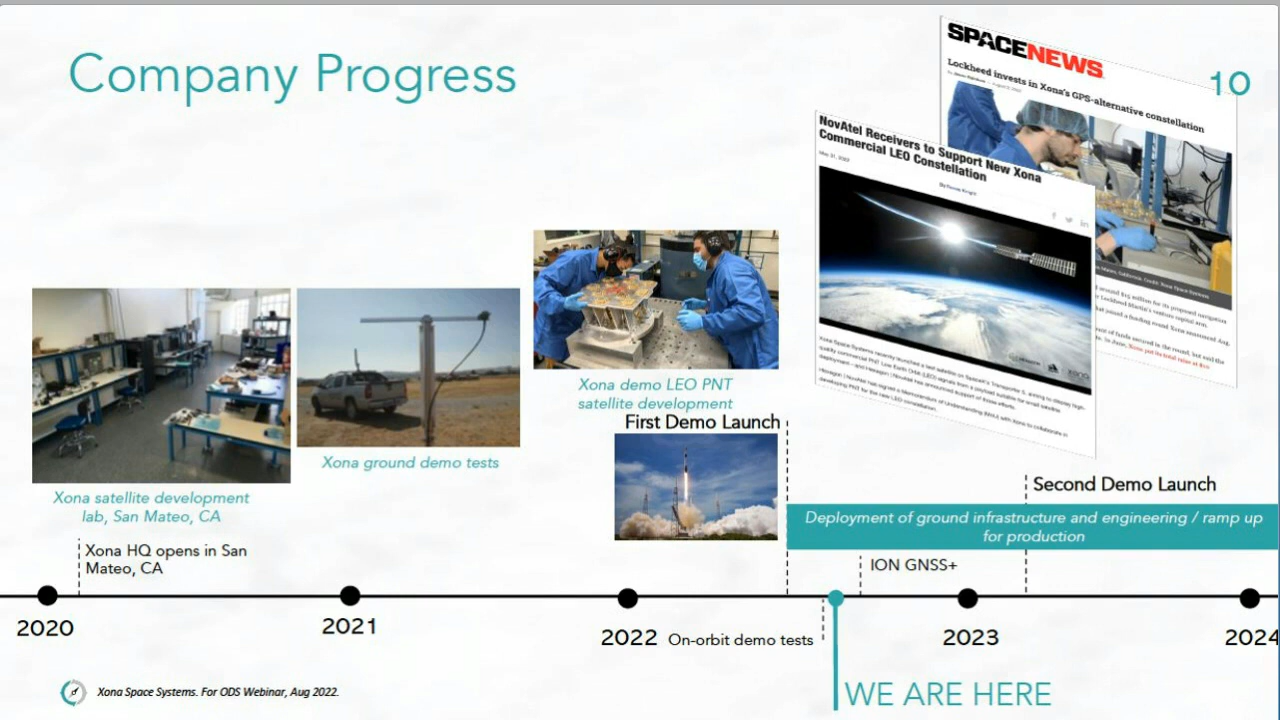 Company Progress
10
SPACENEWS
Lockheed invests in Xona's GPS-alternative constellation
NovAtel Receivers to Support New Xona
Commercial LEO Constellation
May 31, 2022
Xona demo LEO PNT
satellite development
First Demo Launch
Xona ground demo tests
Xona satellite development
lab, San Mateo, CA
Second Demo Launch
Deployment of ground infrastructure and engineering / ramp up
for production
Xona HQ opens in San
Mateo, CA
ION GNSS+
2020
2021
2022
On-orbit demo tests
2023
2024
WE ARE HERE
Xona Space Systems. For ODS Webinar, Aug 2022.